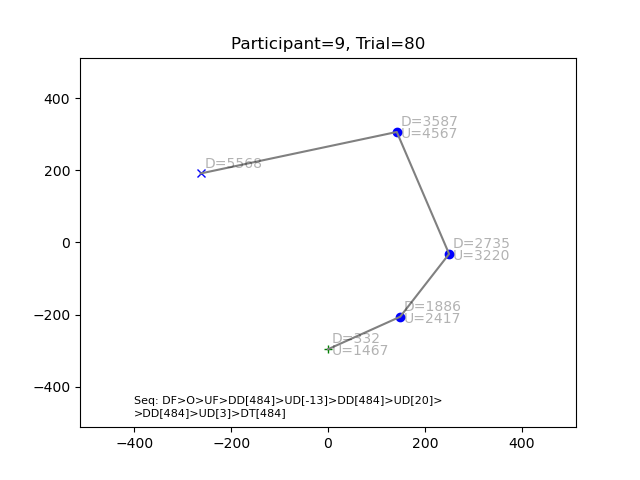 Participant=9, Trial=80
400
200
0
−200
−400
D=3587
U=4567
D=5568
D=2735
U=3220
D=1886
U=2417
D=332
U=1467
Seq: DF>O>UF>DD[484]>UD[-13]>DD[484]>UD[20]>
>DD[484]>UD[3]>DT[484]
−400 −200 0 200 400